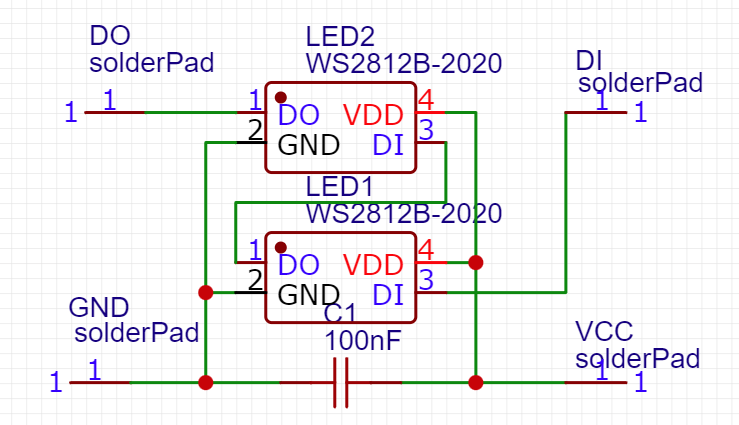 DO
solderPad
1 1
LED2
WS2812B-2020
1 DO VDD 4
2 GND DI 3
DI
solderPad
1 1
LED1
WS2812B-2020
1 DO VDD 4
2 GND DI 3
C1
100nF
GND
solderPad
1 1
VCC
solderPad
1 1